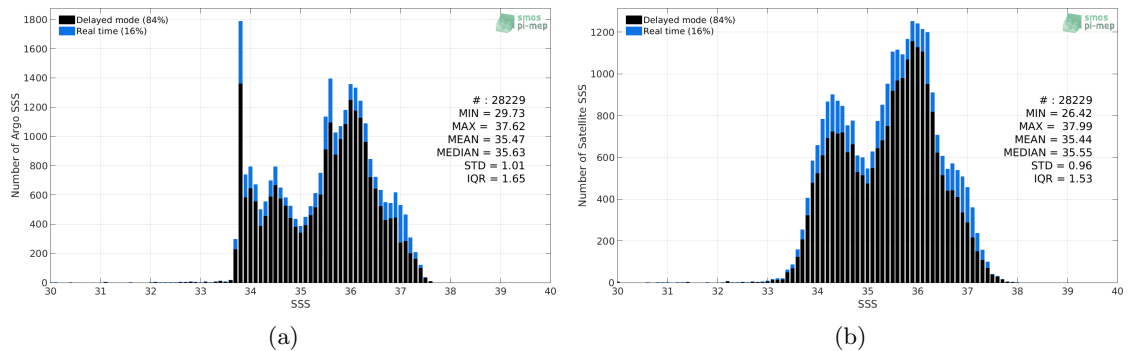 Delayed mode (84%)
Real time (16%)
smos
pi-mep
Number of Argo SSS
1800
1600
1400
1200
1000
800
600
400
200
0
# : 28229
MIN = 29.73
MAX = 37.62
MEAN = 35.47
MEDIAN = 35.63
STD = 1.01
IQR = 1.65
30 31 32 33 34 35 36 37 38 39 40
SSS
(a)
Delayed mode (84%)
Real time (16%)
smos
pi-mep
Number of Satellite SSS
1200
1000
800
600
400
200
0
# : 28229
MIN = 26.42
MAX = 37.99
MEAN = 35.44
MEDIAN = 35.55
STD = 0.96
IQR = 1.53
30 31 32 33 34 35 36 37 38 39 40
SSS
(b)